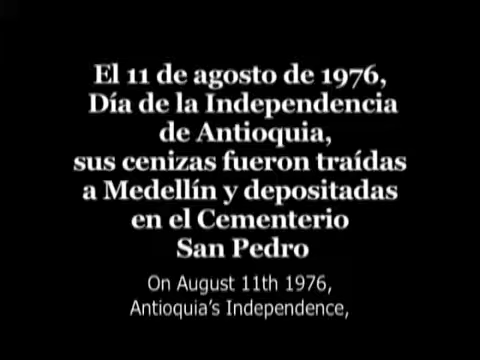 El 11 de agosto de 1976,
Día de la Independencia
de Antioquia,
sus cenizas fueron traídas
a Medellín y depositadas
en el Cementerio
San Pedro
On August 11th 1976,
Antioquia's Independence,